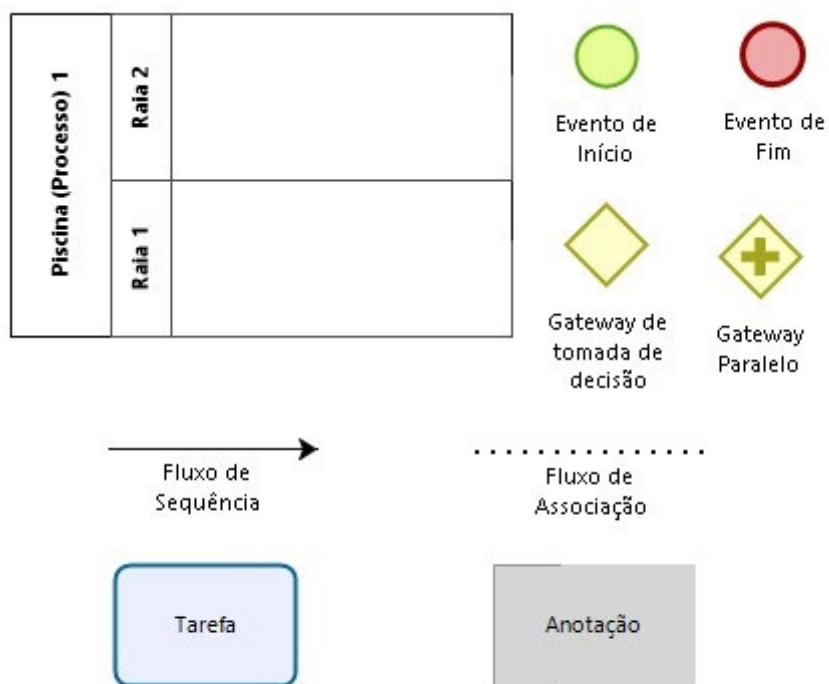 Piscina (Processo) 1
Raia 2
Raia 1
Evento de
Início
Evento de
Fim
Gateway de
tomada de
decisão
Gateway
Paralelo
Fluxo de
Sequência
Fluxo de
Associação
Tarefa
Anotação